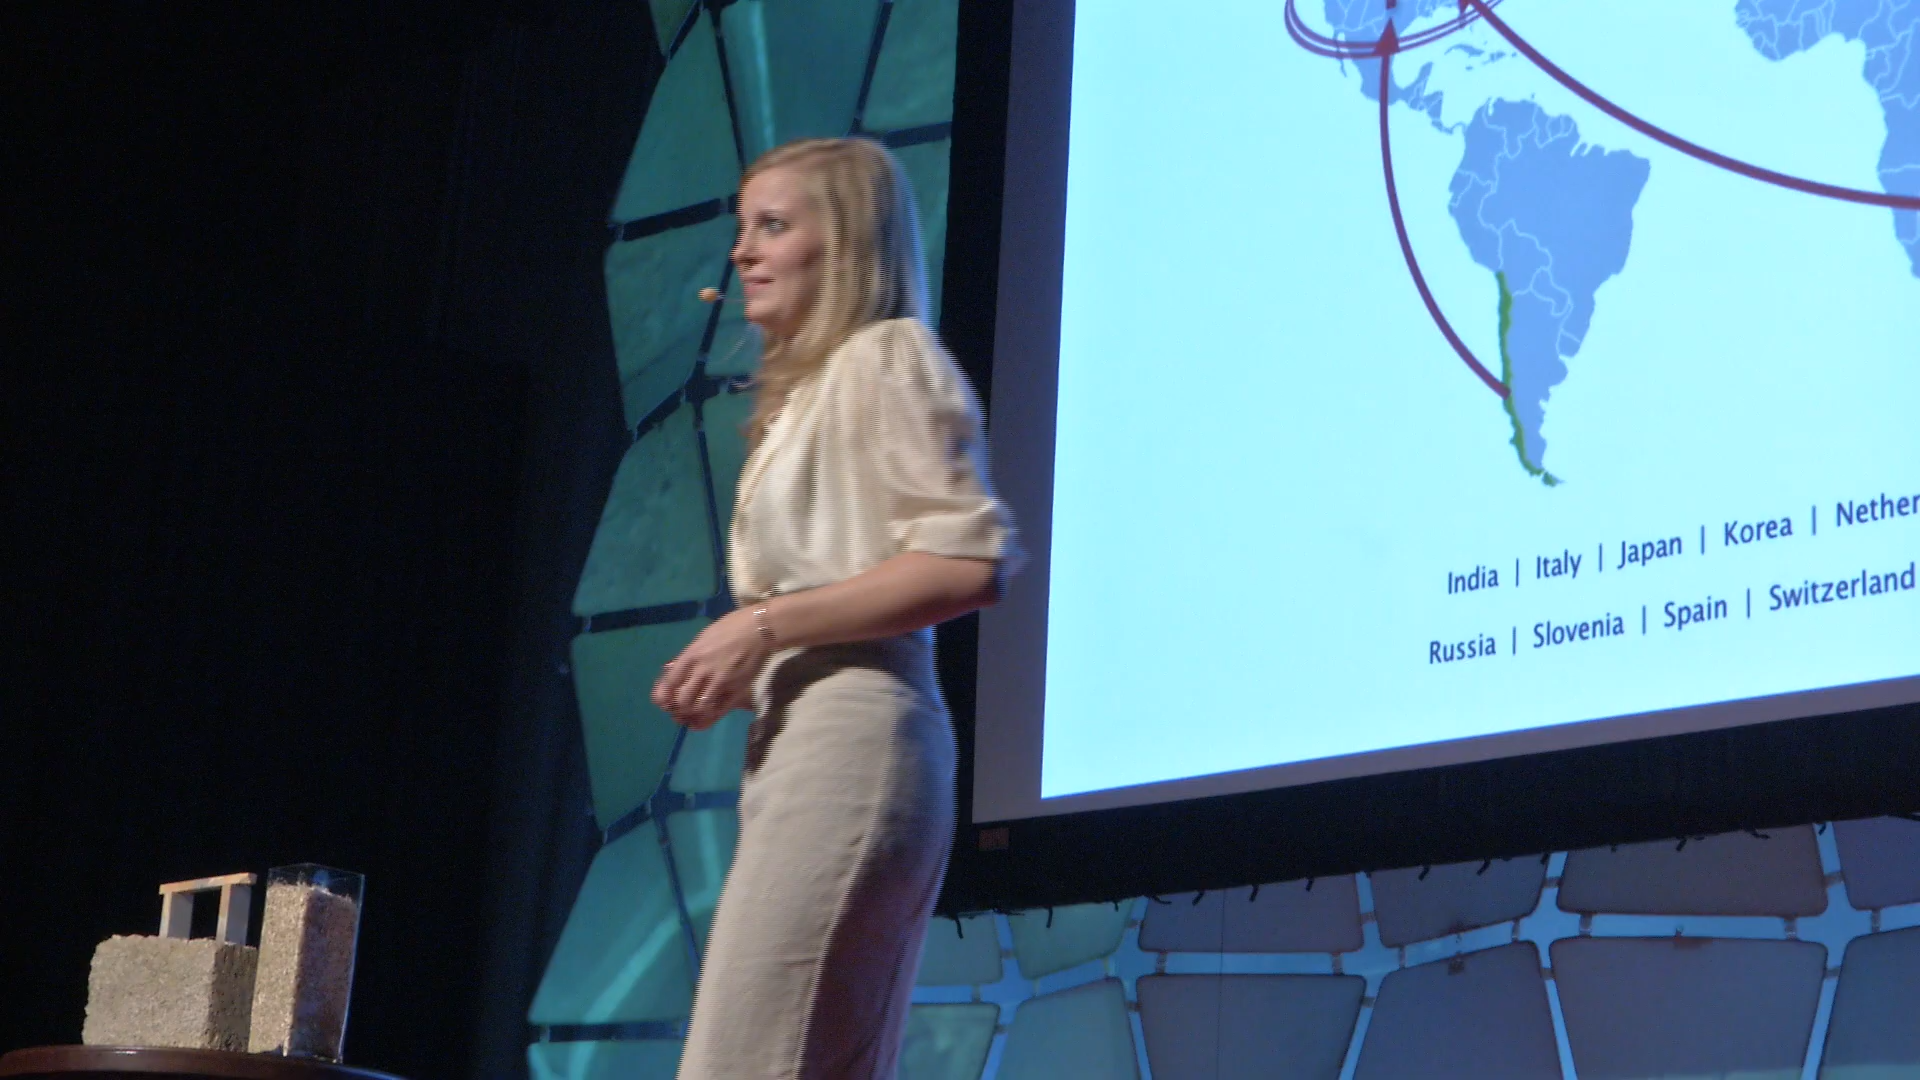 India | Italy | Japan | Korea | Nether
Russia | Slovenia | Spain | Switzerland